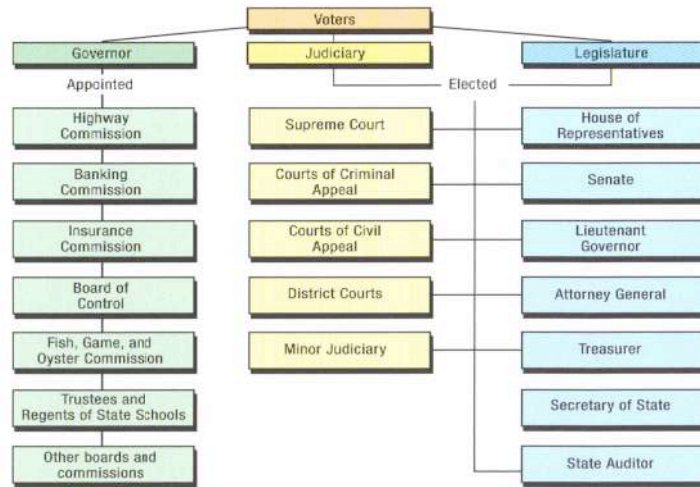 Voters
Governor
Judiciary
Legislature
Appointed
Elected
Highway
Commission
Banking
Commission
Insurance
Commission
Board of
Control
Fish, Game, and
Oyster Commission
Trustees and
Regents of State Schools
Other boards and
commissions
Supreme Court
Courts of Criminal
Appeal
Courts of Civil
Appeal
District Courts
Minor Judiciary
House of
Representatives
Senate
Lieutenant
Governor
Attorney General
Treasurer
Secretary of State
State Auditor